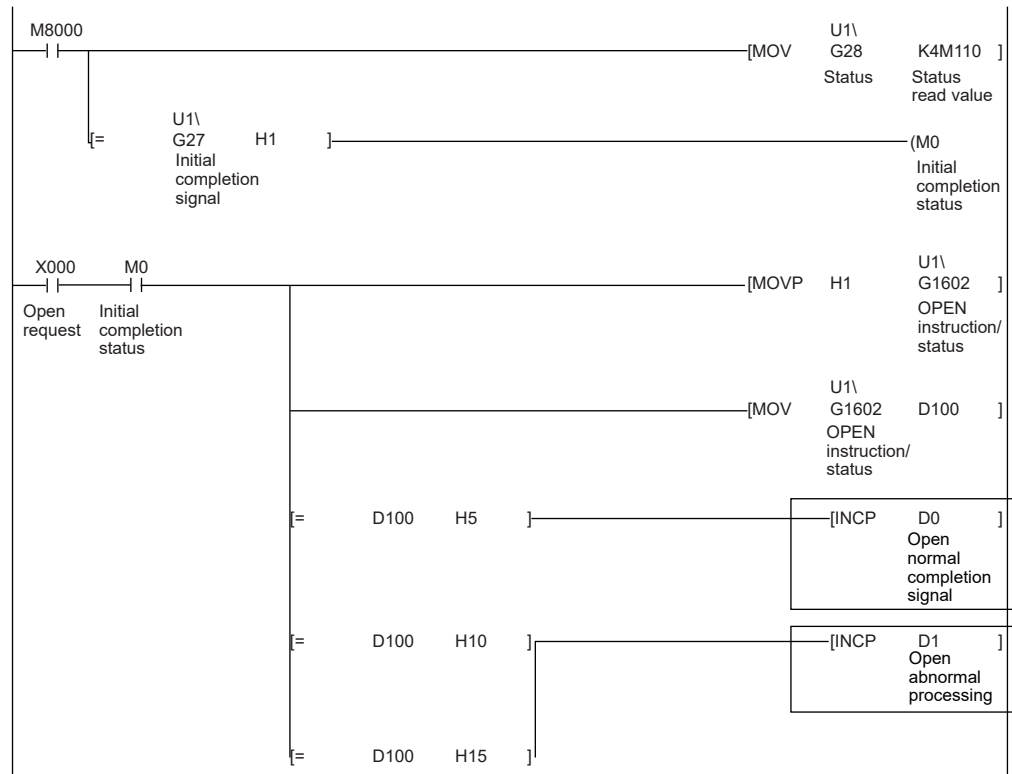 M8000
U1\
[MOV G28 K4M110 ]
Status Status
read value
U1\
[= G27 H1 ]
(M0
Initial
completion
signal
Initial
completion
status
X000 M0
U1\
[MOVP H1 G1602 ]
Open
request
Initial
completion
status
OPEN
instruction/
status
U1\
[MOV G1602 D100 ]
OPEN
instruction/
status
[= D100 H5 ]
[INCP D0 ]
Open
normal
completion
signal
[= D100 H10 ]
[INCP D1 ]
Open
abnormal
processing
[= D100 H15 ]